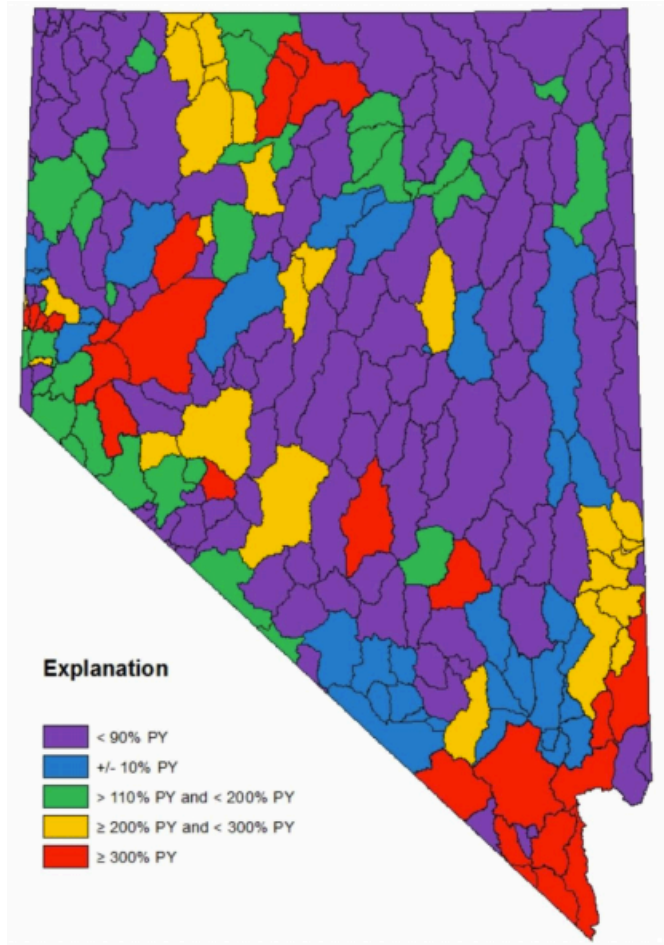 Explanation
< 90% PY
+/- 10% PY
> 110% PY and < 200% PY
≥ 200% PY and < 300% PY
≥ 300% PY